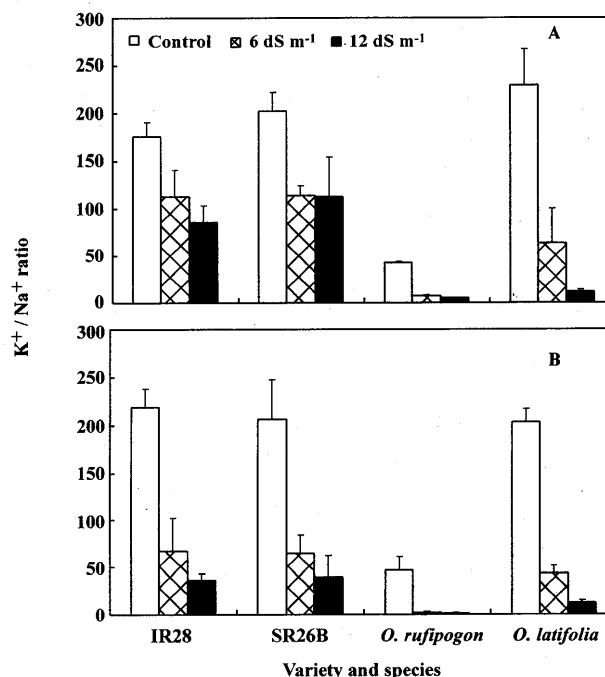 300
Control 6 dS m⁻¹ 12 dS m⁻¹ A
250
200
150
100
50
0
K⁺ / Na⁺ ratio
300
B
250
200
150
100
50
0
IR28 SR26B O. rufipogon O. latifolia
Variety and species